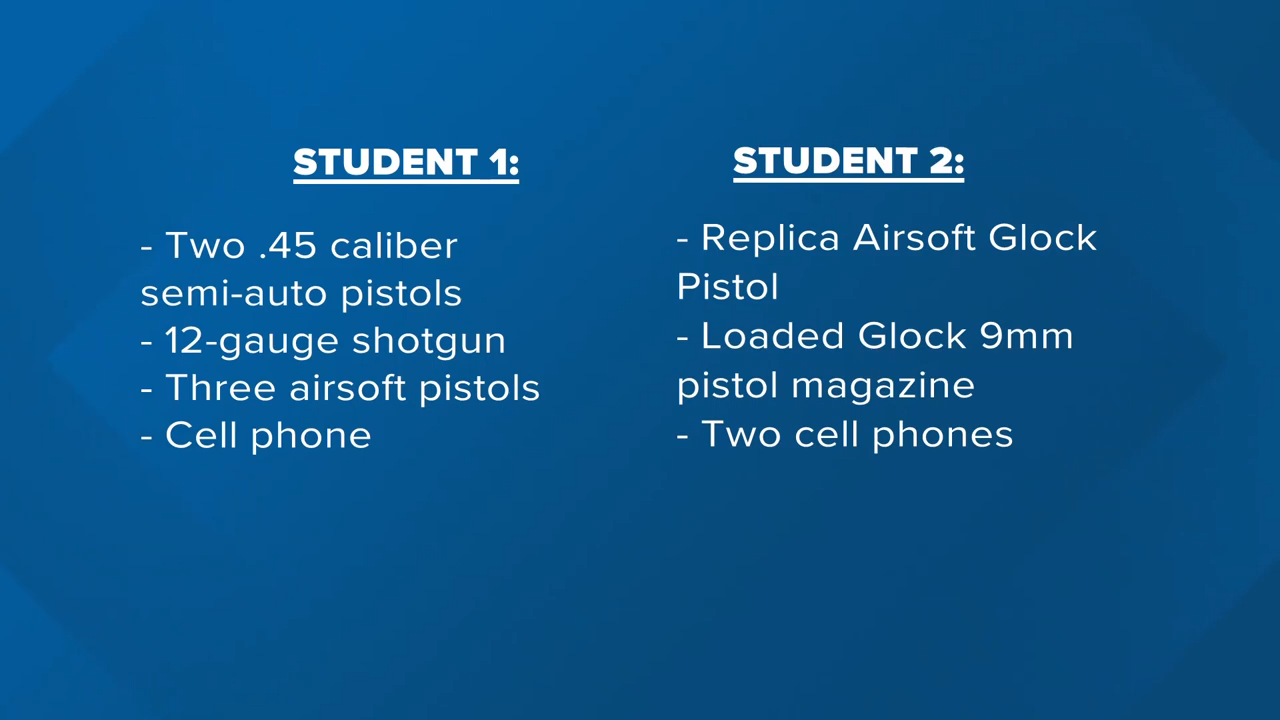 STUDENT 1:
- Two .45 caliber
semi-auto pistols
- 12-gauge shotgun
- Three airsoft pistols
- Cell phone
STUDENT 2:
- Replica Airsoft Glock
Pistol
- Loaded Glock 9mm
pistol magazine
- Two cell phones